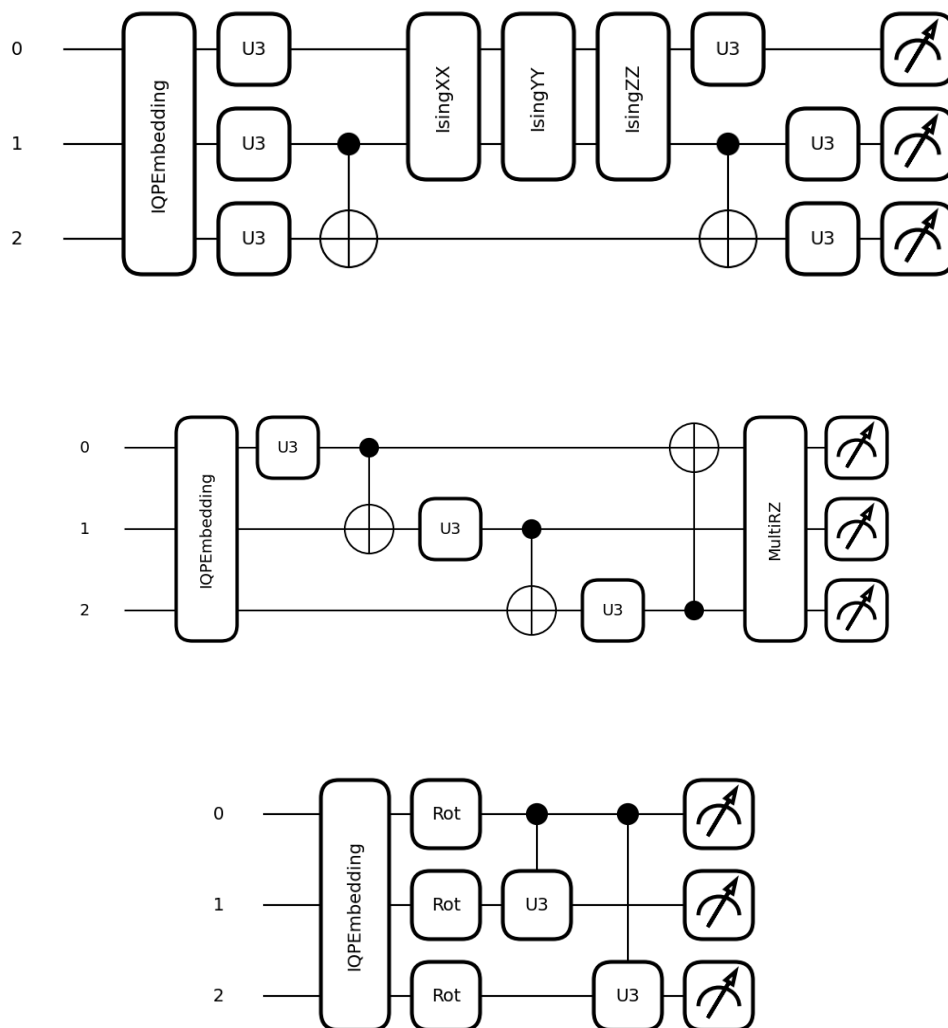 0 IQPEmbedding U3 IsingXX IsingYY IsingZZ U3
1 U3 U3
2 U3 U3
0 IQPEmbedding U3 MultiRZ
1 U3
2 U3
0 IQPEmbedding Rot
1 Rot U3
2 Rot U3